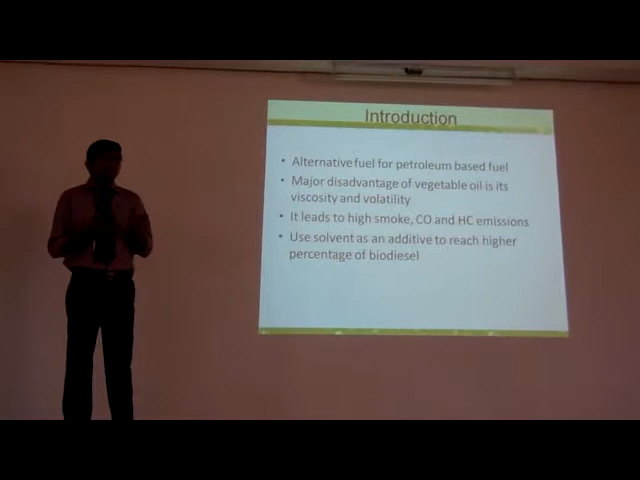 Introduction
• Alternative fuel for petroleum based fuel
• Major disadvantage of vegetable oil is its
viscosity and volatility
• It leads to high smoke, CO and HC emissions
• Use solvent as an additive to reach higher
percentage of biodiesel